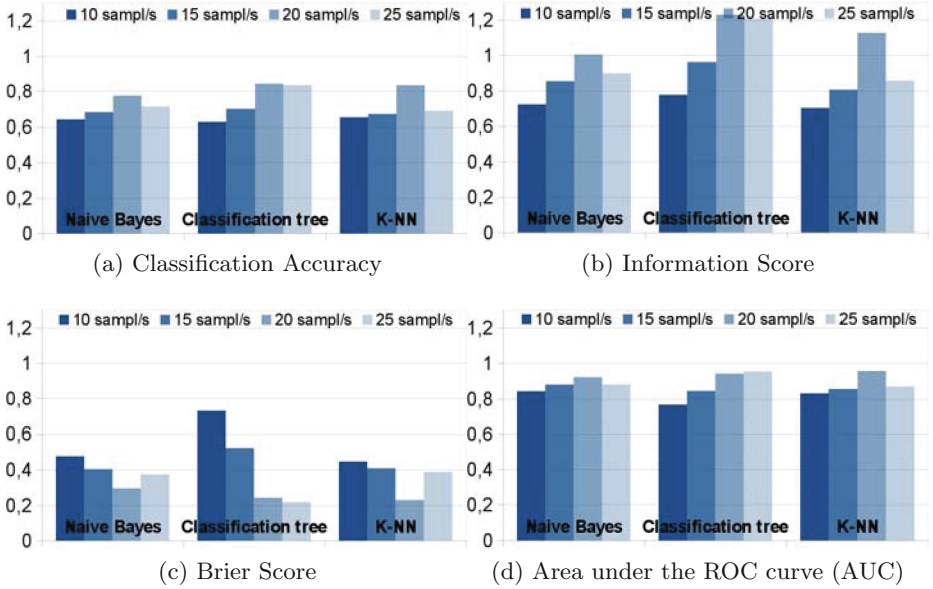 10 sampl/s 15 sampl/s 20 sampl/s 25 sampl/s
1,2
1
0,8
0,6
0,4
0,2
0
Naive Bayes Classification tree K-NN
(a) Classification Accuracy
10 sampl/s 15 sampl/s 20 sampl/s 25 sampl/s
1,2
1
0,8
0,6
0,4
0,2
0
Naive Bayes Classification tree K-NN
(b) Information Score
10 sampl/s 15 sampl/s 20 sampl/s 25 sampl/s
1,2
1
0,8
0,6
0,4
0,2
0
Naive Bayes Classification tree K-NN
(c) Brier Score
10 sampl/s 15 sampl/s 20 sampl/s 25 sampl/s
1,2
1
0,8
0,6
0,4
0,2
0
Naive Bayes Classification tree K-NN
(d) Area under the ROC curve (AUC)